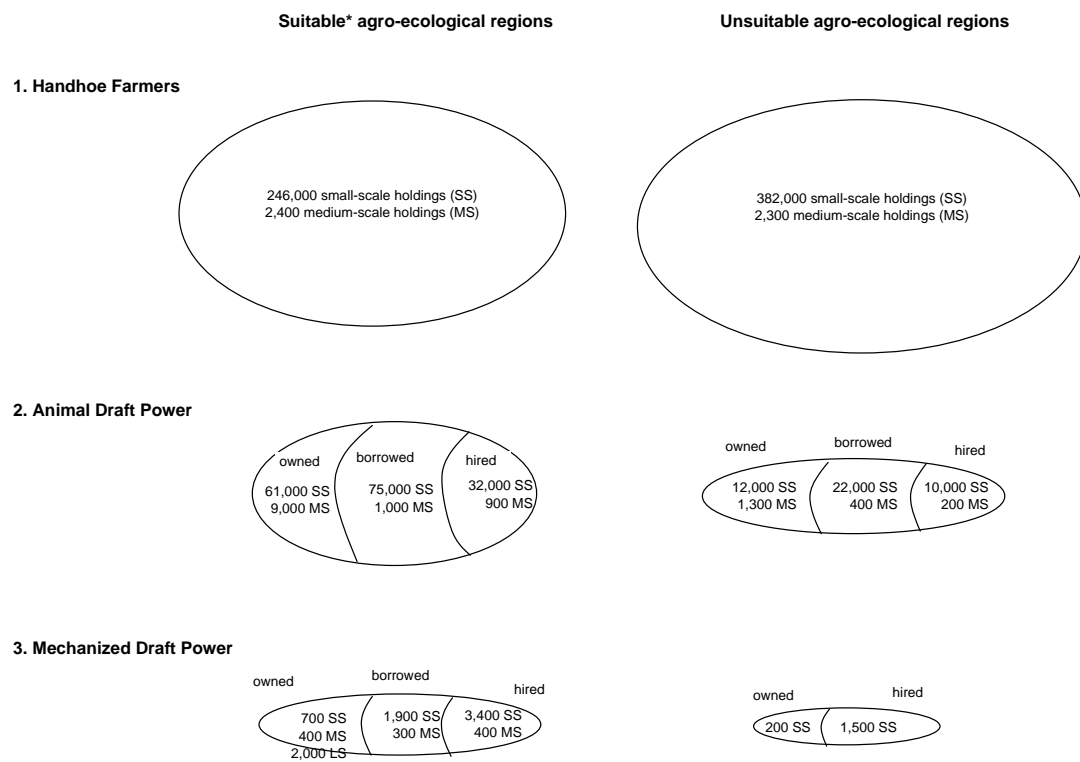 Suitable* agro-ecological regions
Unsuitable agro-ecological regions
1. Handhoe Farmers
246,000 small-scale holdings (SS)
2,400 medium-scale holdings (MS)
382,000 small-scale holdings (SS)
2,300 medium-scale holdings (MS)
2. Animal Draft Power
owned
61,000 SS
9,000 MS
borrowed
75,000 SS
1,000 MS
hired
32,000 SS
900 MS
owned
12,000 SS
1,300 MS
borrowed
22,000 SS
400 MS
hired
10,000 SS
200 MS
3. Mechanized Draft Power
owned
700 SS
400 MS
2,000 LS
borrowed
1,900 SS
300 MS
hired
3,400 SS
400 MS
owned
200 SS
hired
1,500 SS